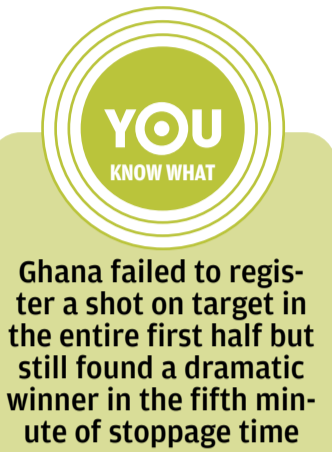 YOU
KNOW WHAT
Ghana failed to regis-
ter a shot on target in
the entire first half but
still found a dramatic
winner in the fifth min-
ute of stoppage time